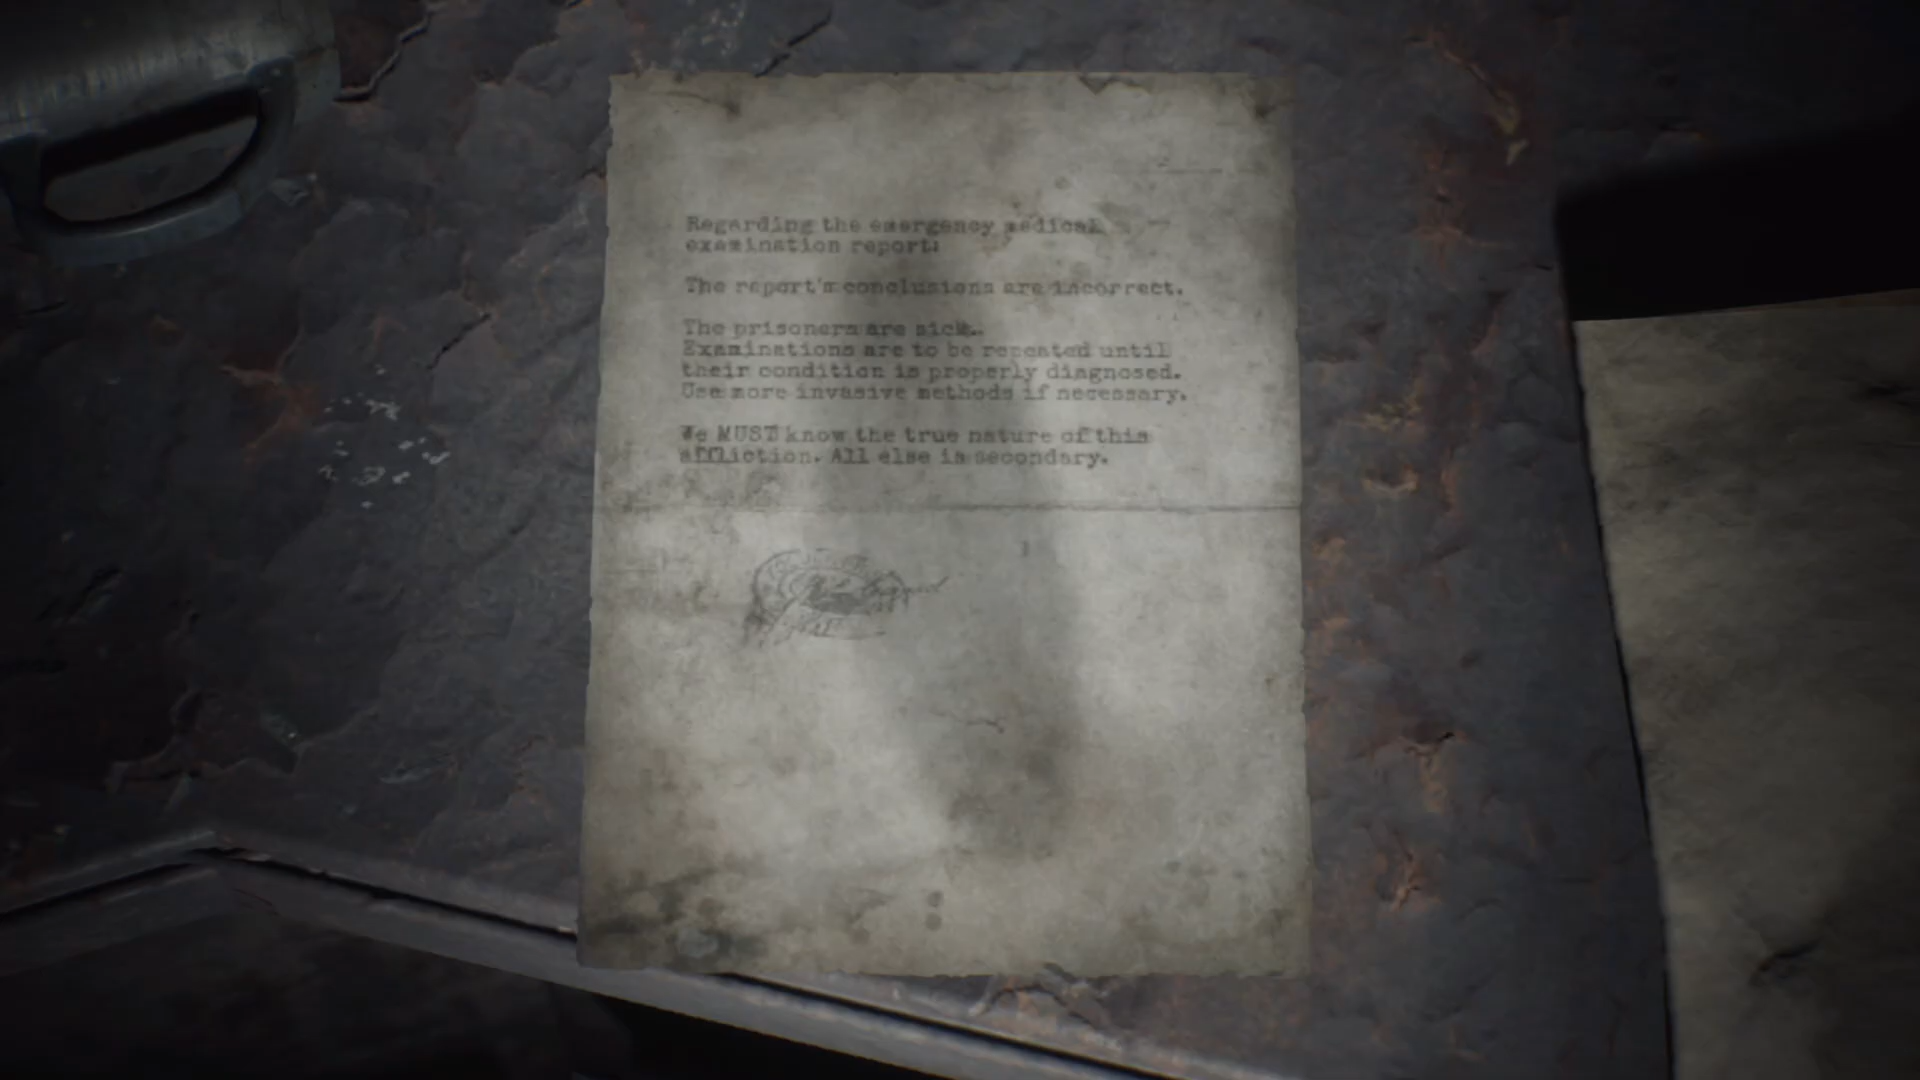 Regarding the emergency medical
examination report:
The report's conclusions are incorrect.
The prisoners are sick.
Examinations are to be repeated until
their condition is properly diagnosed.
Use more invasive methods if necessary.
We MUST know the true nature of this
affliction. All else is secondary.